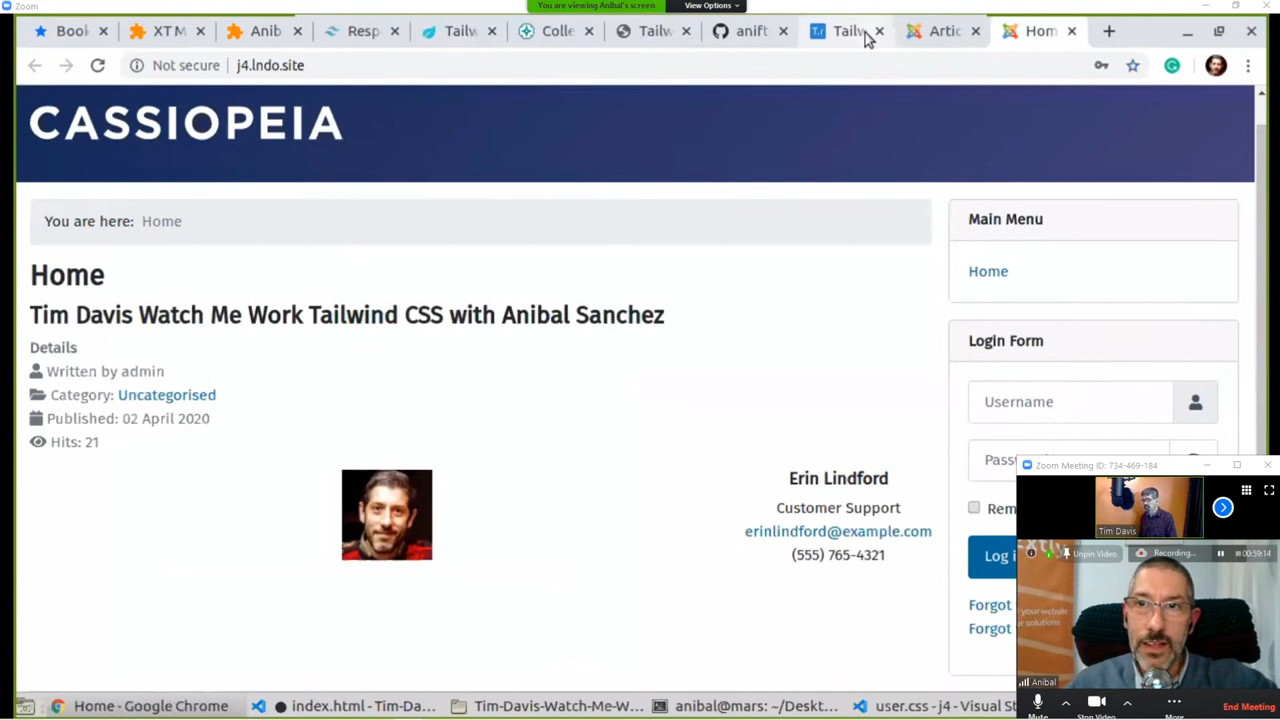 Zoom
You are viewing Anibal's screen
View Options
Book
XT M
Anib
Resp
Tailw
Colle
Tailw
anift
Tailw
Artic
Hom
Not secure
j4.lndo.site
CASSIOPEIA
You are here: Home
Home
Tim Davis Watch Me Work Tailwind CSS with Anibal Sanchez
Details
Written by admin
Category: Uncategorised
Published: 02 April 2020
Hits: 21
Erin Lindford
Customer Support
erinlindford@example.com
(555) 765-4321
Main Menu
Home
Login Form
Username
Pass
Rem
Log i
Forgot
Forgot
Zoom Meeting ID: 734-469-184
Tim Davis
Unpin Video
Recording...
00:59:14
your website
solutions
Anibal
Mute
Stop Video
More
End Meeting
Home - Google Chrome
index.html - Tim-Da...
Tim-Davis-Watch-Me-W...
anibal@mars: ~/Deskt...
user.css - j4 - Visual St